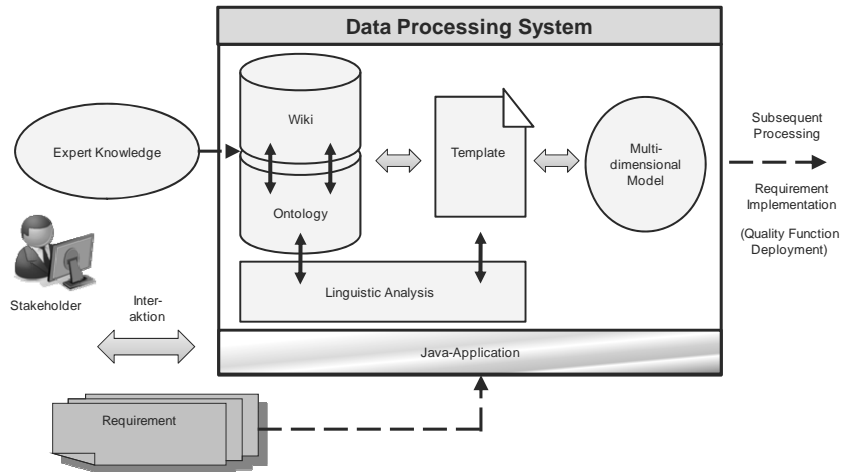 Data Processing System
Wiki
Expert Knowledge
Ontology
Template
Multi-
dimensional
Model
Subsequent
Processing
Requirement
Implementation
(Quality Function
Deployment)
Stakeholder
Inter-
aktion
Linguistic Analysis
Java-Application
Requirement